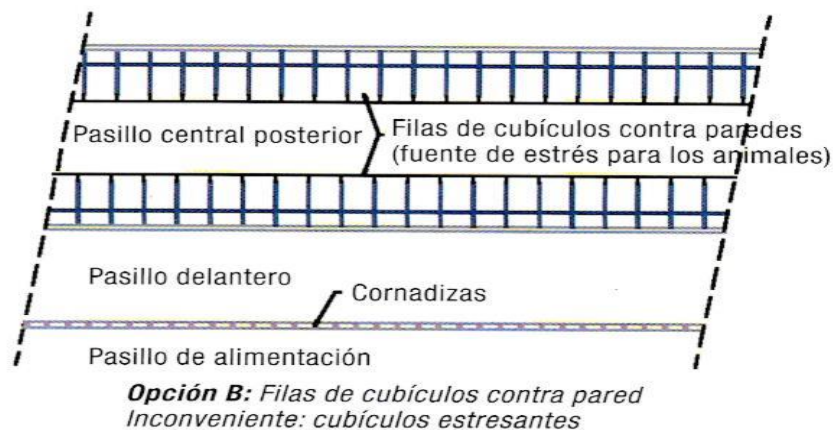 Pasillo central posterior
Filas de cubículos contra paredes
(fuente de estrés para los animales)
Pasillo delantero
Cornadizas
Pasillo de alimentación
Opción B: Filas de cubículos contra pared
Inconveniente: cubículos estresantes